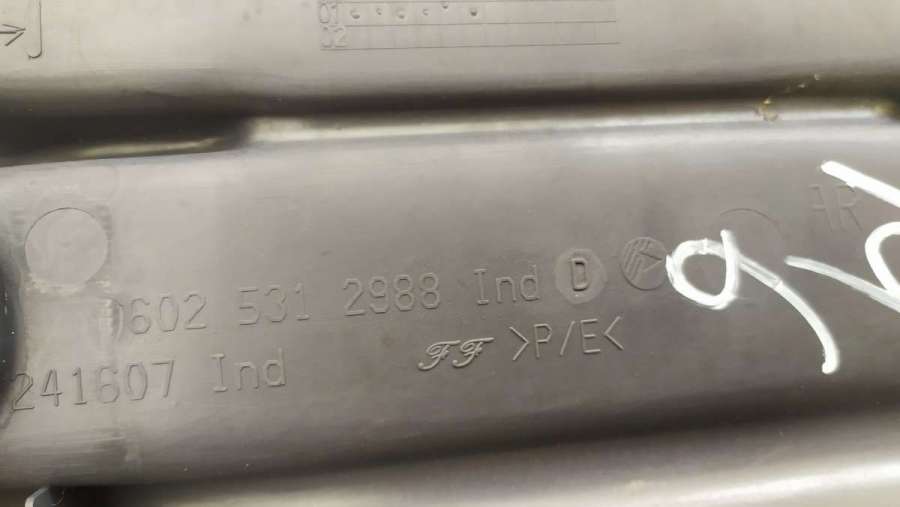 01
02
AR
0602 531 2988 Ind D
241607 Ind
FF >P/E<